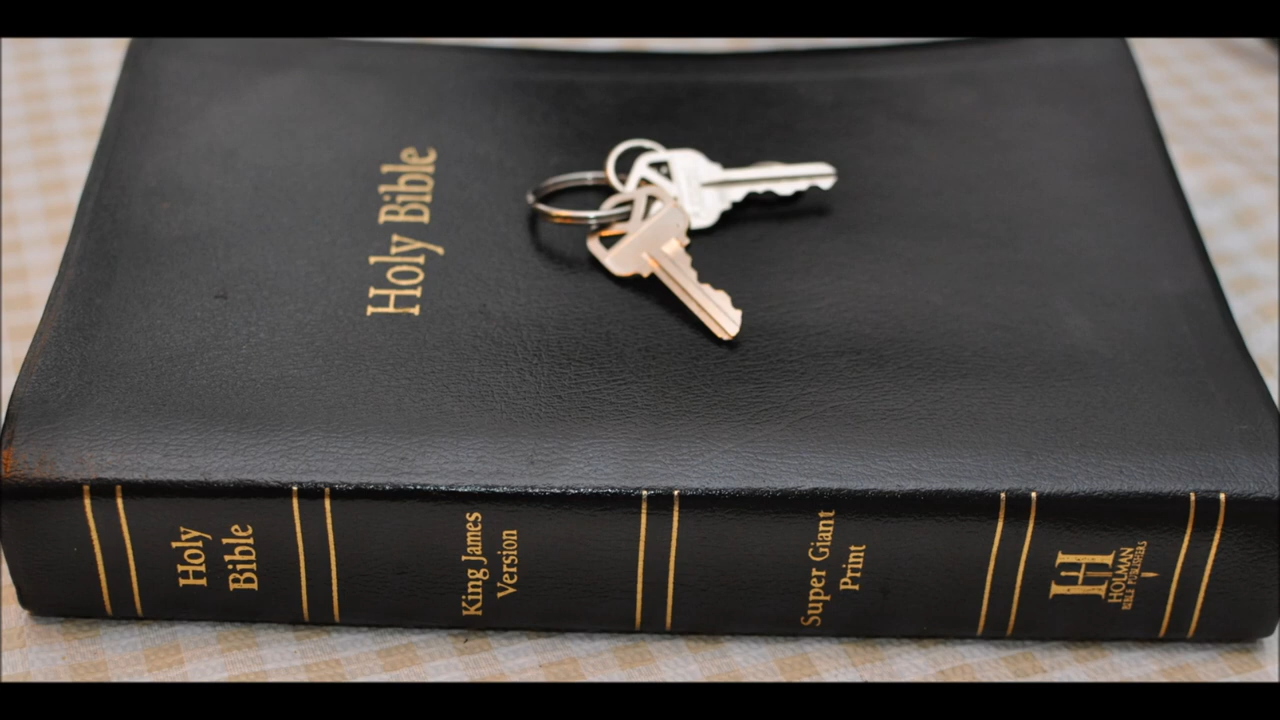 Holy Bible
Holy
Bible
King James
Version
Super Giant
Print
HOLMAN
BIBLE PUBLISHERS